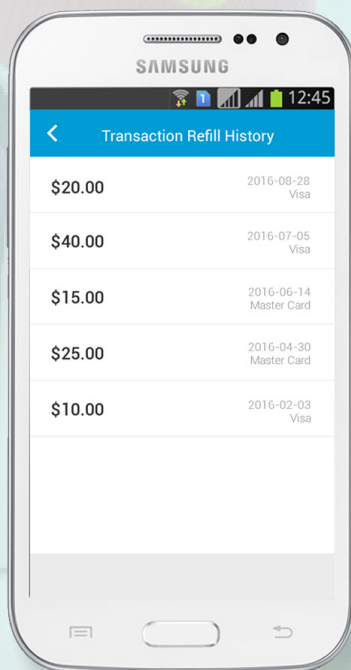 SAMSUNG
1
12:45
Transaction Refill History
$20.00
2016-08-28
Visa
$40.00
2016-07-05
Visa
$15.00
2016-06-14
Master Card
$25.00
2016-04-30
Master Card
$10.00
2016-02-03
Visa